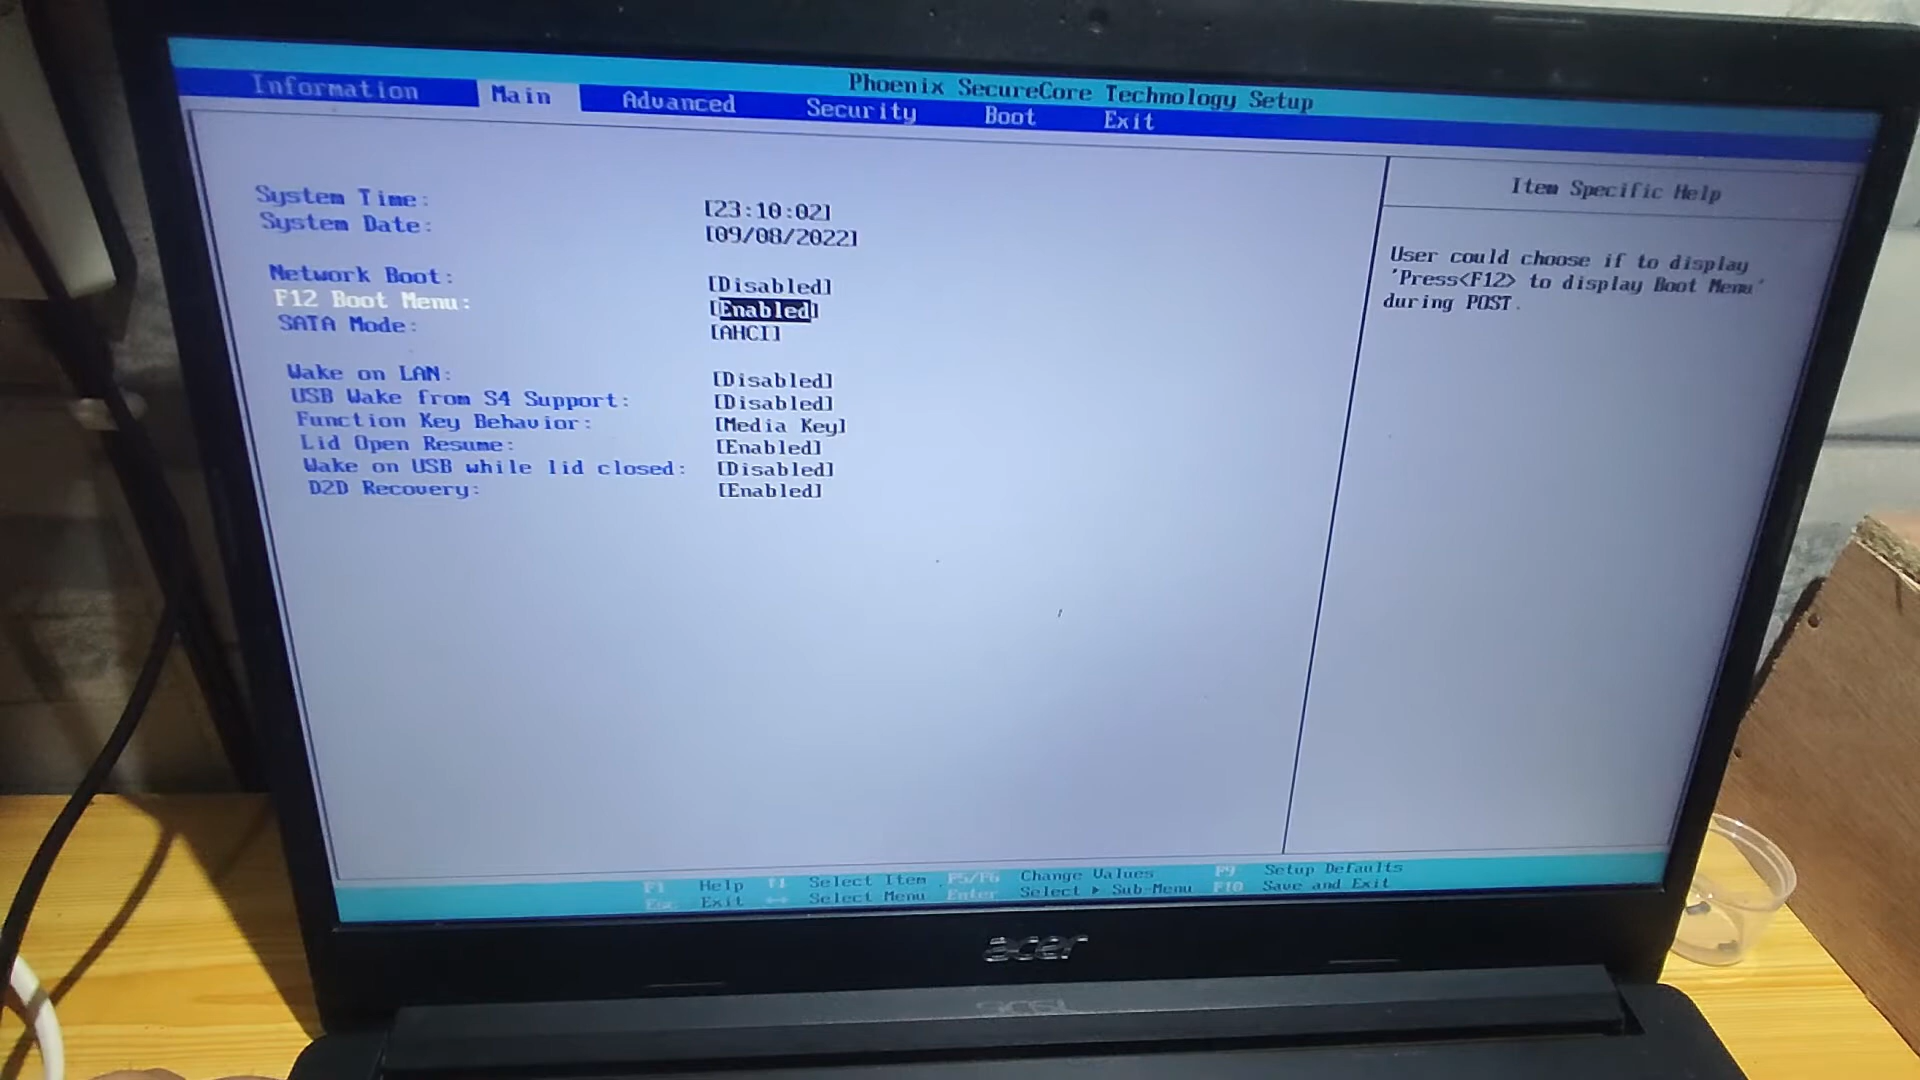 Phoenix SecureCore Technology Setup
Information Main Advanced Security Boot Exit
Item Specific Help
System Time: [23:10:02]
System Date: [09/08/2022]
Network Boot: [Disabled]
F12 Boot Menu: [Enabled]
SATA Mode: [AHCI]
Wake on LAN: [Disabled]
USB Wake from S4 Support: [Disabled]
Function Key Behavior: [Media Key]
Lid Open Resume: [Enabled]
Wake on USB while lid closed: [Disabled]
D2D Recovery: [Enabled]
User could choose if to display
'Press<F12> to display Boot Menu'
during POST.
F1 Help ↑↓ Select Item F5/F6 Change Values F9 Setup Defaults
Esc Exit ←→ Select Menu Enter Select ▶ Sub-Menu F10 Save and Exit
acer